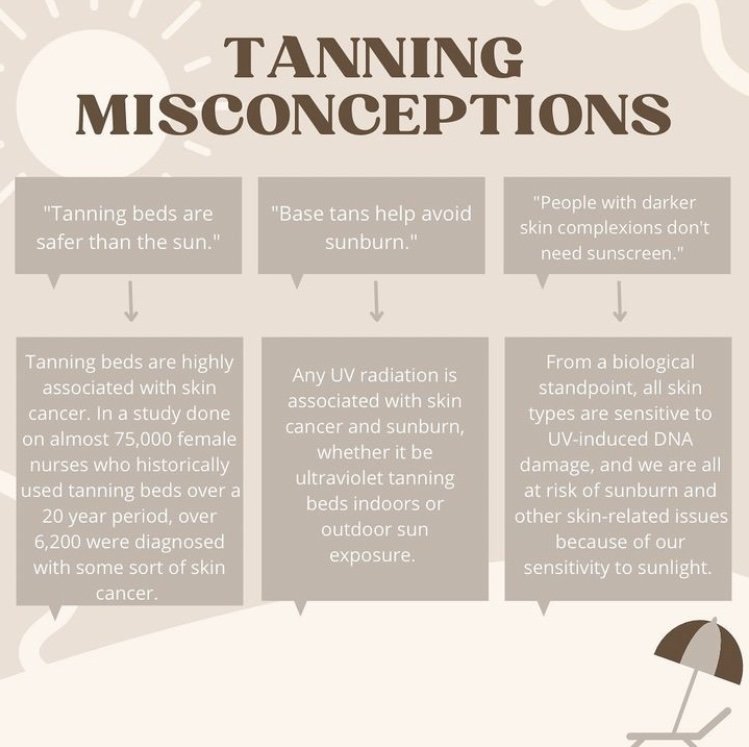 TANNING
MISCONCEPTIONS
"Tanning beds are
safer than the sun."
"Base tans help avoid
sunburn."
"People with darker
skin complexions don't
need sunscreen."
Tanning beds are highly
associated with skin
cancer. In a study done
on almost 75,000 female
nurses who historically
used tanning beds over a
20 year period, over
6,200 were diagnosed
with some sort of skin
cancer.
Any UV radiation is
associated with skin
cancer and sunburn,
whether it be
ultraviolet tanning
beds indoors or
outdoor sun
exposure.
From a biological
standpoint, all skin
types are sensitive to
UV-induced DNA
damage, and we are all
at risk of sunburn and
other skin-related issues
because of our
sensitivity to sunlight.